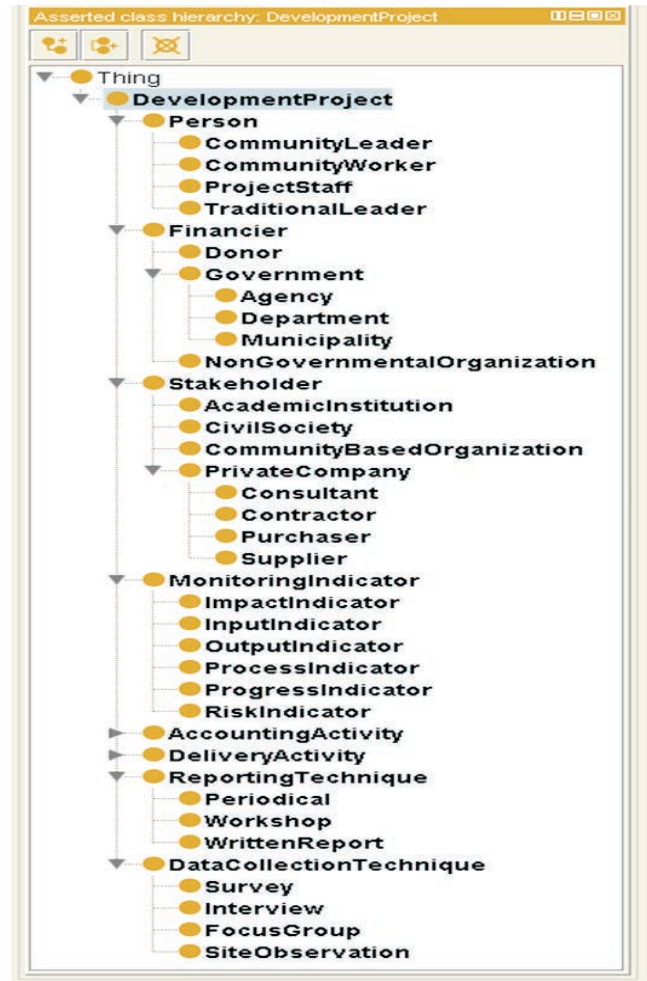 Asserted class hierarchy: DevelopmentProject
Thing
DevelopmentProject
Person
CommunityLeader
CommunityWorker
ProjectStaff
TraditionalLeader
Financier
Donor
Government
Agency
Department
Municipality
NonGovernmentalOrganization
Stakeholder
AcademicInstitution
CivilSociety
CommunityBasedOrganization
PrivateCompany
Consultant
Contractor
Purchaser
Supplier
MonitoringIndicator
ImpactIndicator
InputIndicator
OutputIndicator
ProcessIndicator
ProgressIndicator
RiskIndicator
AccountingActivity
DeliveryActivity
ReportingTechnique
Periodical
Workshop
WrittenReport
DataCollectionTechnique
Survey
Interview
FocusGroup
SiteObservation